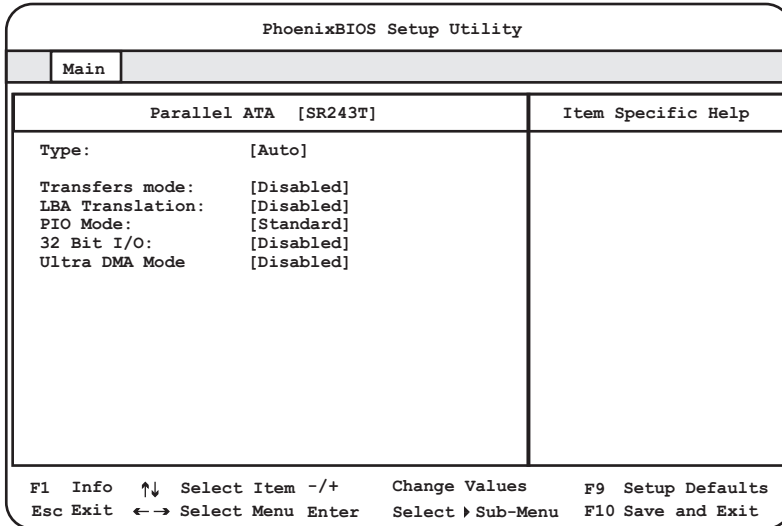 PhoenixBIOS Setup Utility
Main
Parallel ATA [SR243T]
Item Specific Help
Type: [Auto]
Transfers mode: [Disabled]
LBA Translation: [Disabled]
PIO Mode: [Standard]
32 Bit I/O: [Disabled]
Ultra DMA Mode [Disabled]
F1 Info ↑↓ Select Item -/+ Change Values F9 Setup Defaults
Esc Exit ←→ Select Menu Enter Select ▶ Sub-Menu F10 Save and Exit